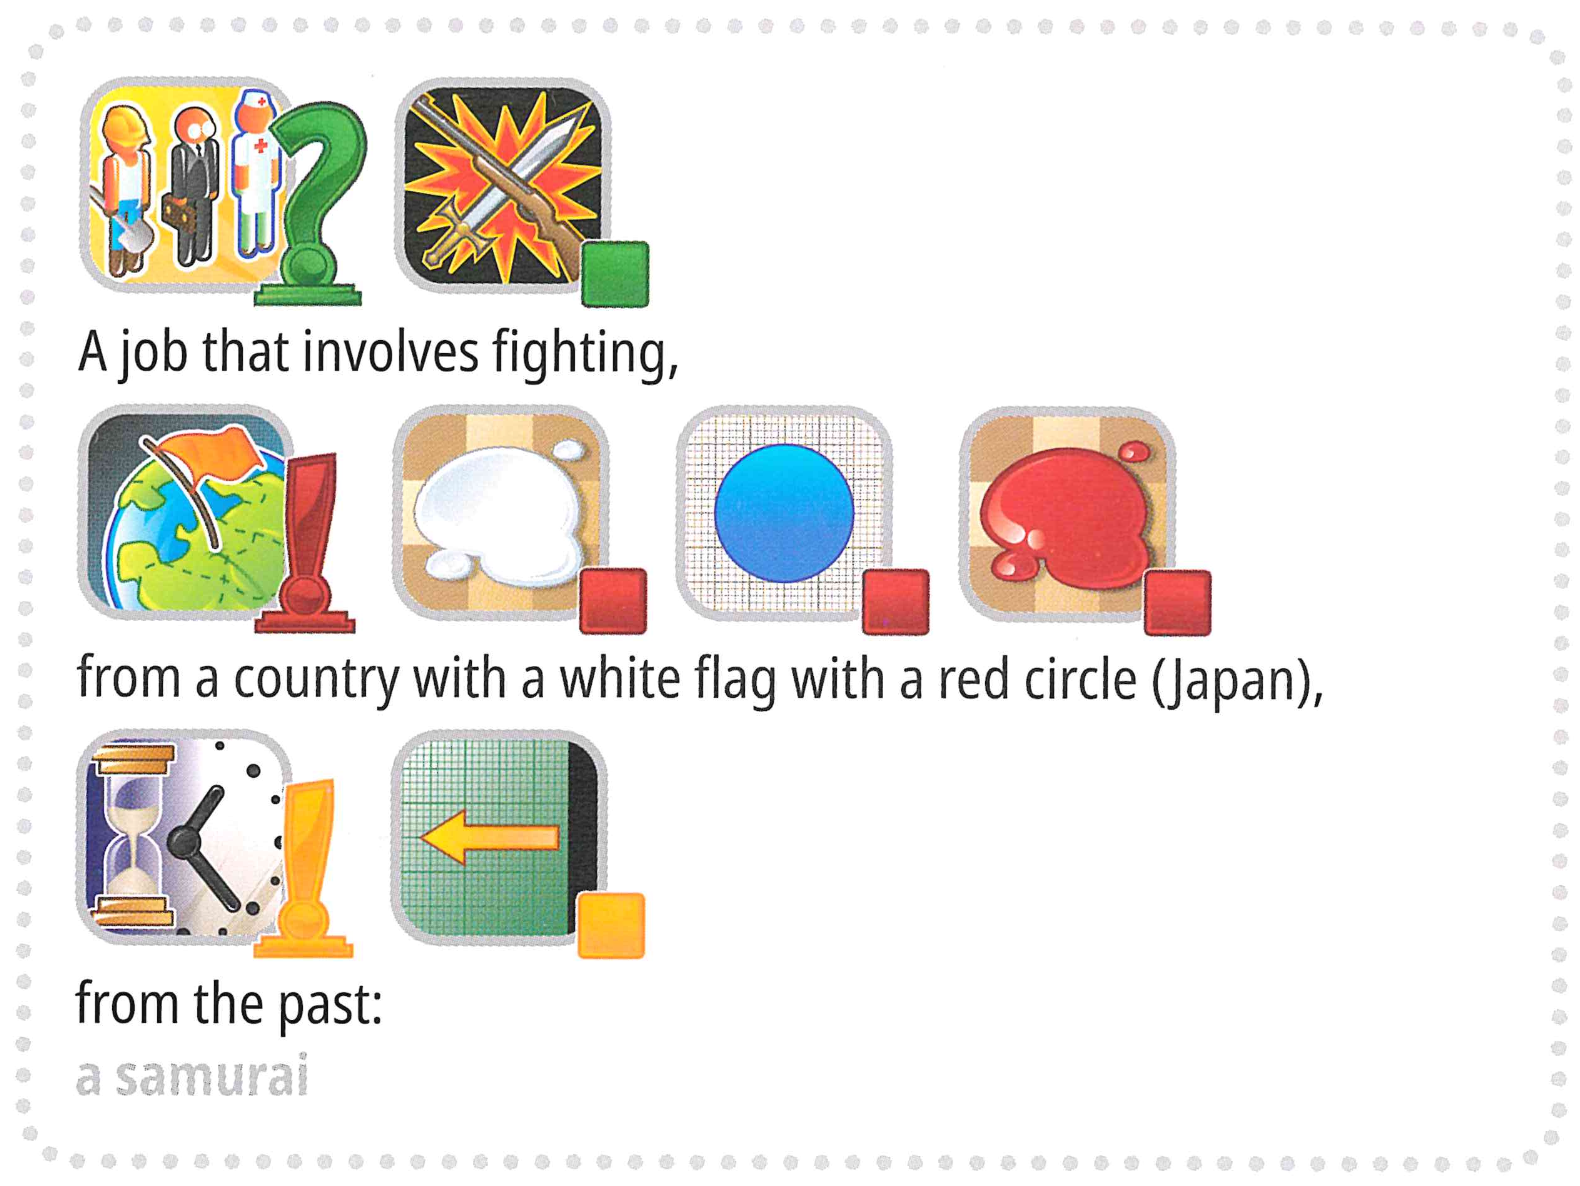 A job that involves fighting,
from a country with a white flag with a red circle (Japan),
from the past:
a samurai